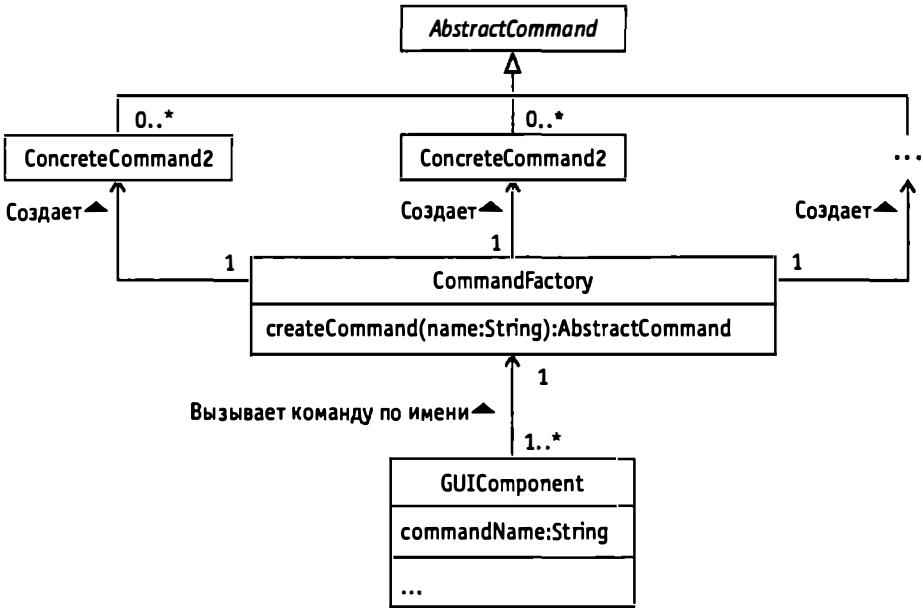 AbstractCommand
0..*
0..*
ConcreteCommand2
ConcreteCommand2
...
Создает
Создает
Создает
1
1
1
CommandFactory
createCommand(name:String):AbstractCommand
1
Вызывает команду по имени
1..*
GUIComponent
commandName:String
...